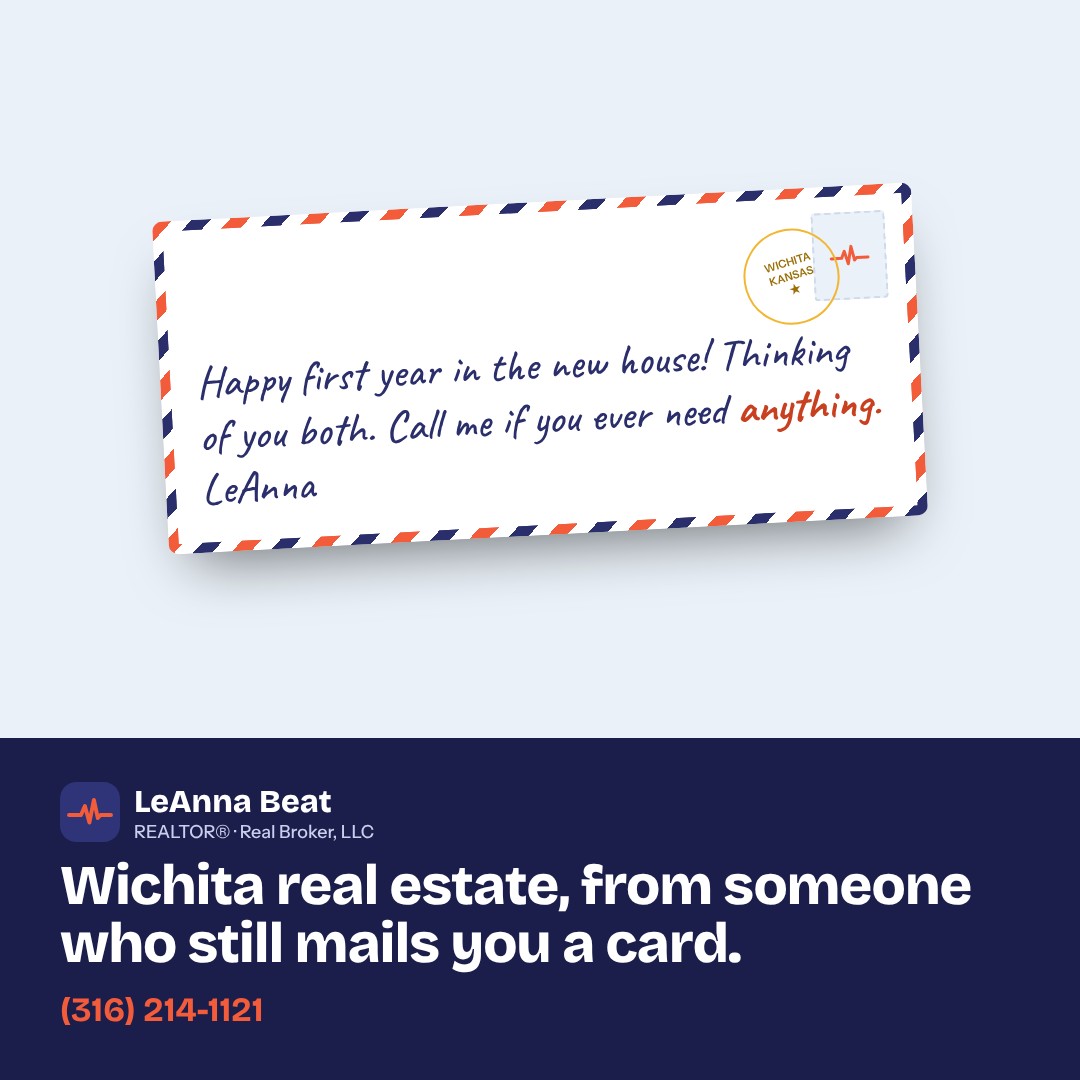 WICHITA
KANSAS
★
Happy first year in the new house! Thinking
of you both. Call me if you ever need anything.
LeAnna
LeAnna Beat
REALTOR® · Real Broker, LLC
Wichita real estate, from someone
who still mails you a card.
(316) 214-1121